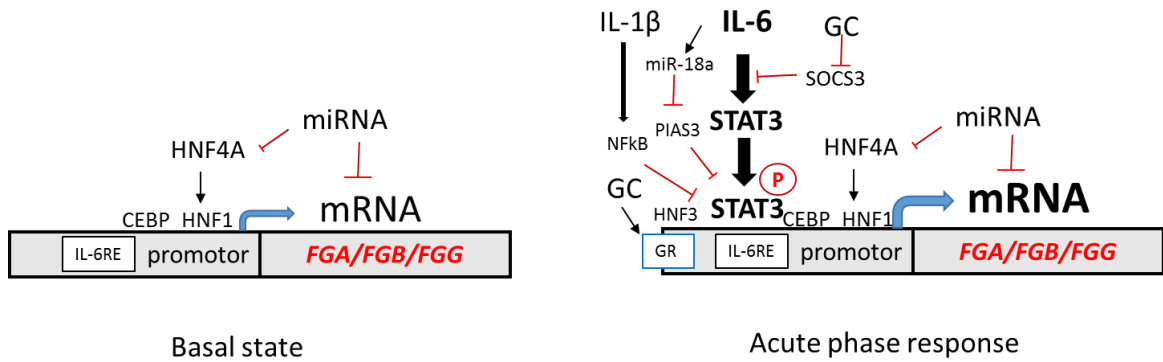 miRNA
HNF4A
CEBP HNF1
mRNA
IL-6RE
promotor
FGA/FGB/FGG
Basal state
IL-1β
IL-6
GC
miR-18a
SOCS3
STAT3
PIAS3
NFkB
miRNA
HNF4A
P
GC
HNF3
STAT3
CEBP HNF1
mRNA
GR
IL-6RE
promotor
FGA/FGB/FGG
Acute phase response